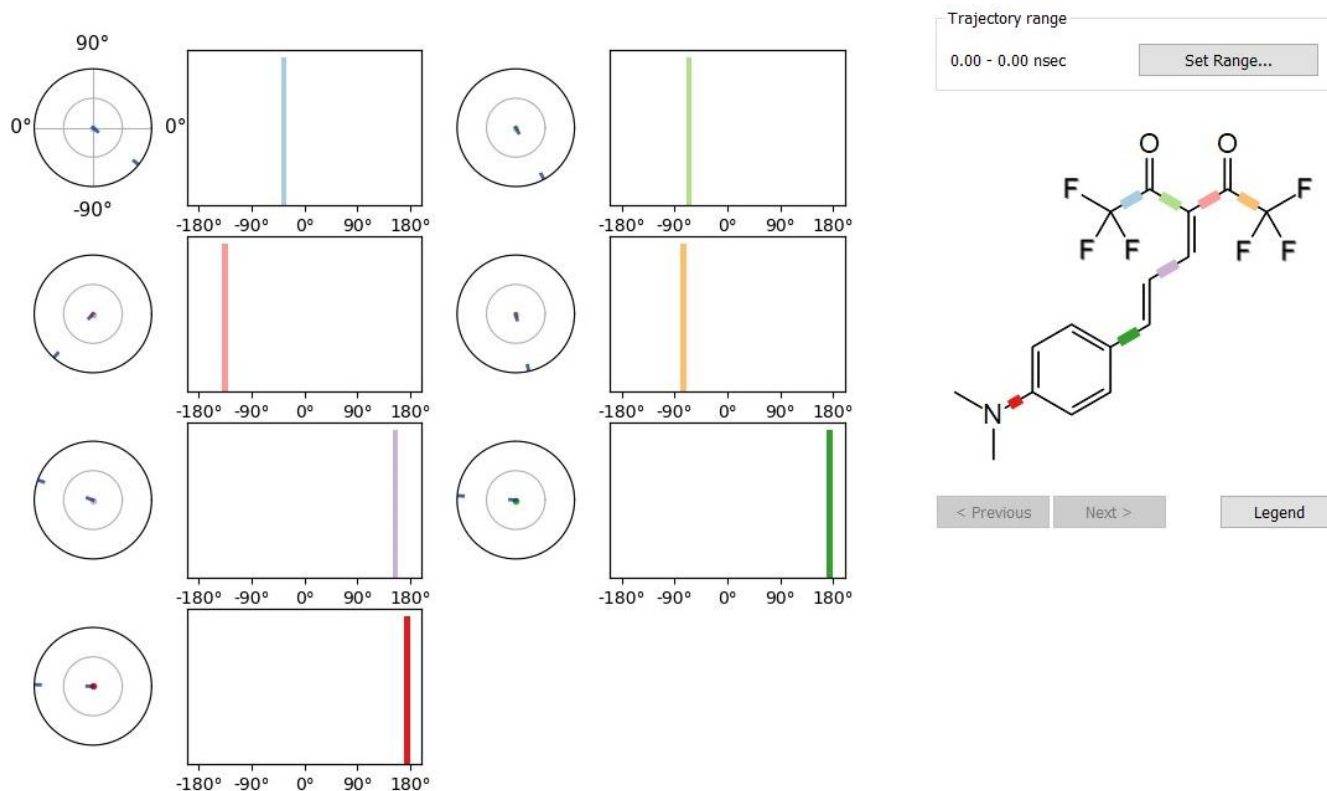 90°
0° 0°
-90°
-180° -90° 0° 90° 180°
-180° -90° 0° 90° 180°
-180° -90° 0° 90° 180°
-180° -90° 0° 90° 180°
-180° -90° 0° 90° 180°
-180° -90° 0° 90° 180°
-180° -90° 0° 90° 180°
Trajectory range
0.00 - 0.00 nsec
Set Range...
O O
F F
F F F F
N
< Previous
Next >
Legend